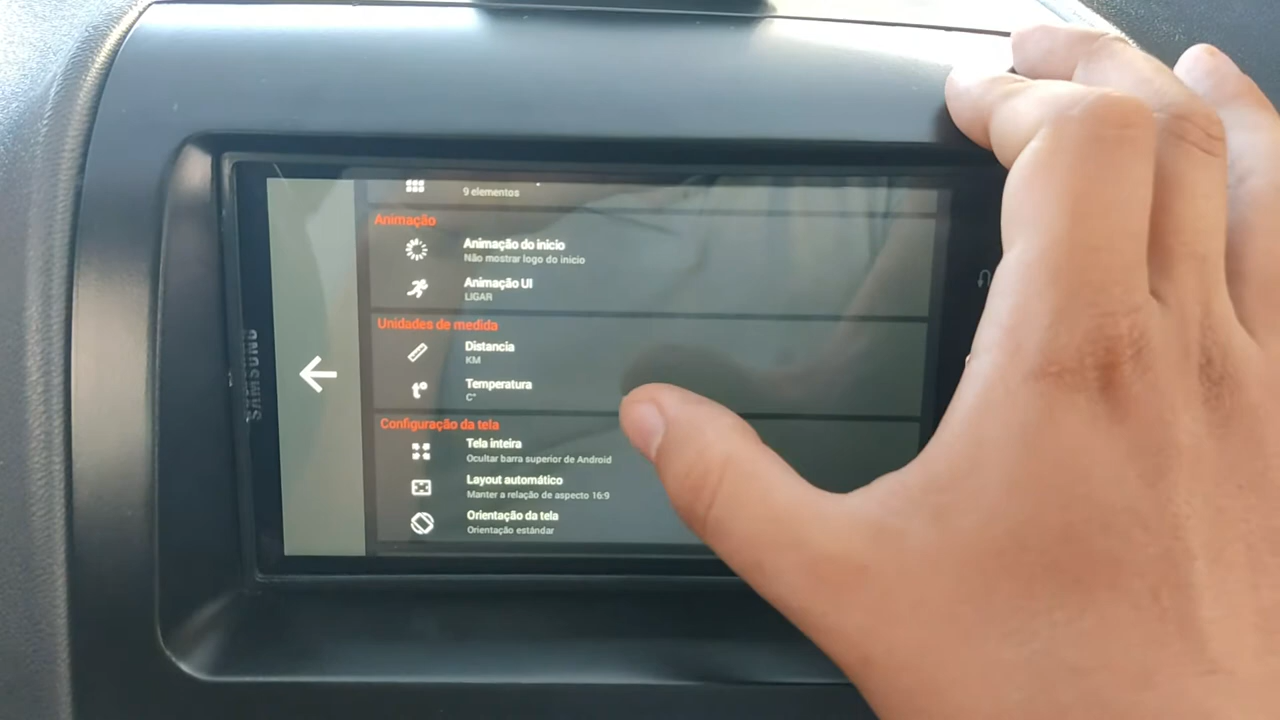 9 elementos
Animação
Animação do inicio
Não mostrar logo do inicio
Animação UI
LIGAR
Unidades de medida
Distancia
KM
Temperatura
C°
Configuração da tela
Tela inteira
Ocultar barra superior de Android
Layout automático
Manter a relação de aspecto 16:9
Orientação da tela
Orientação estándar
SAMSUNG